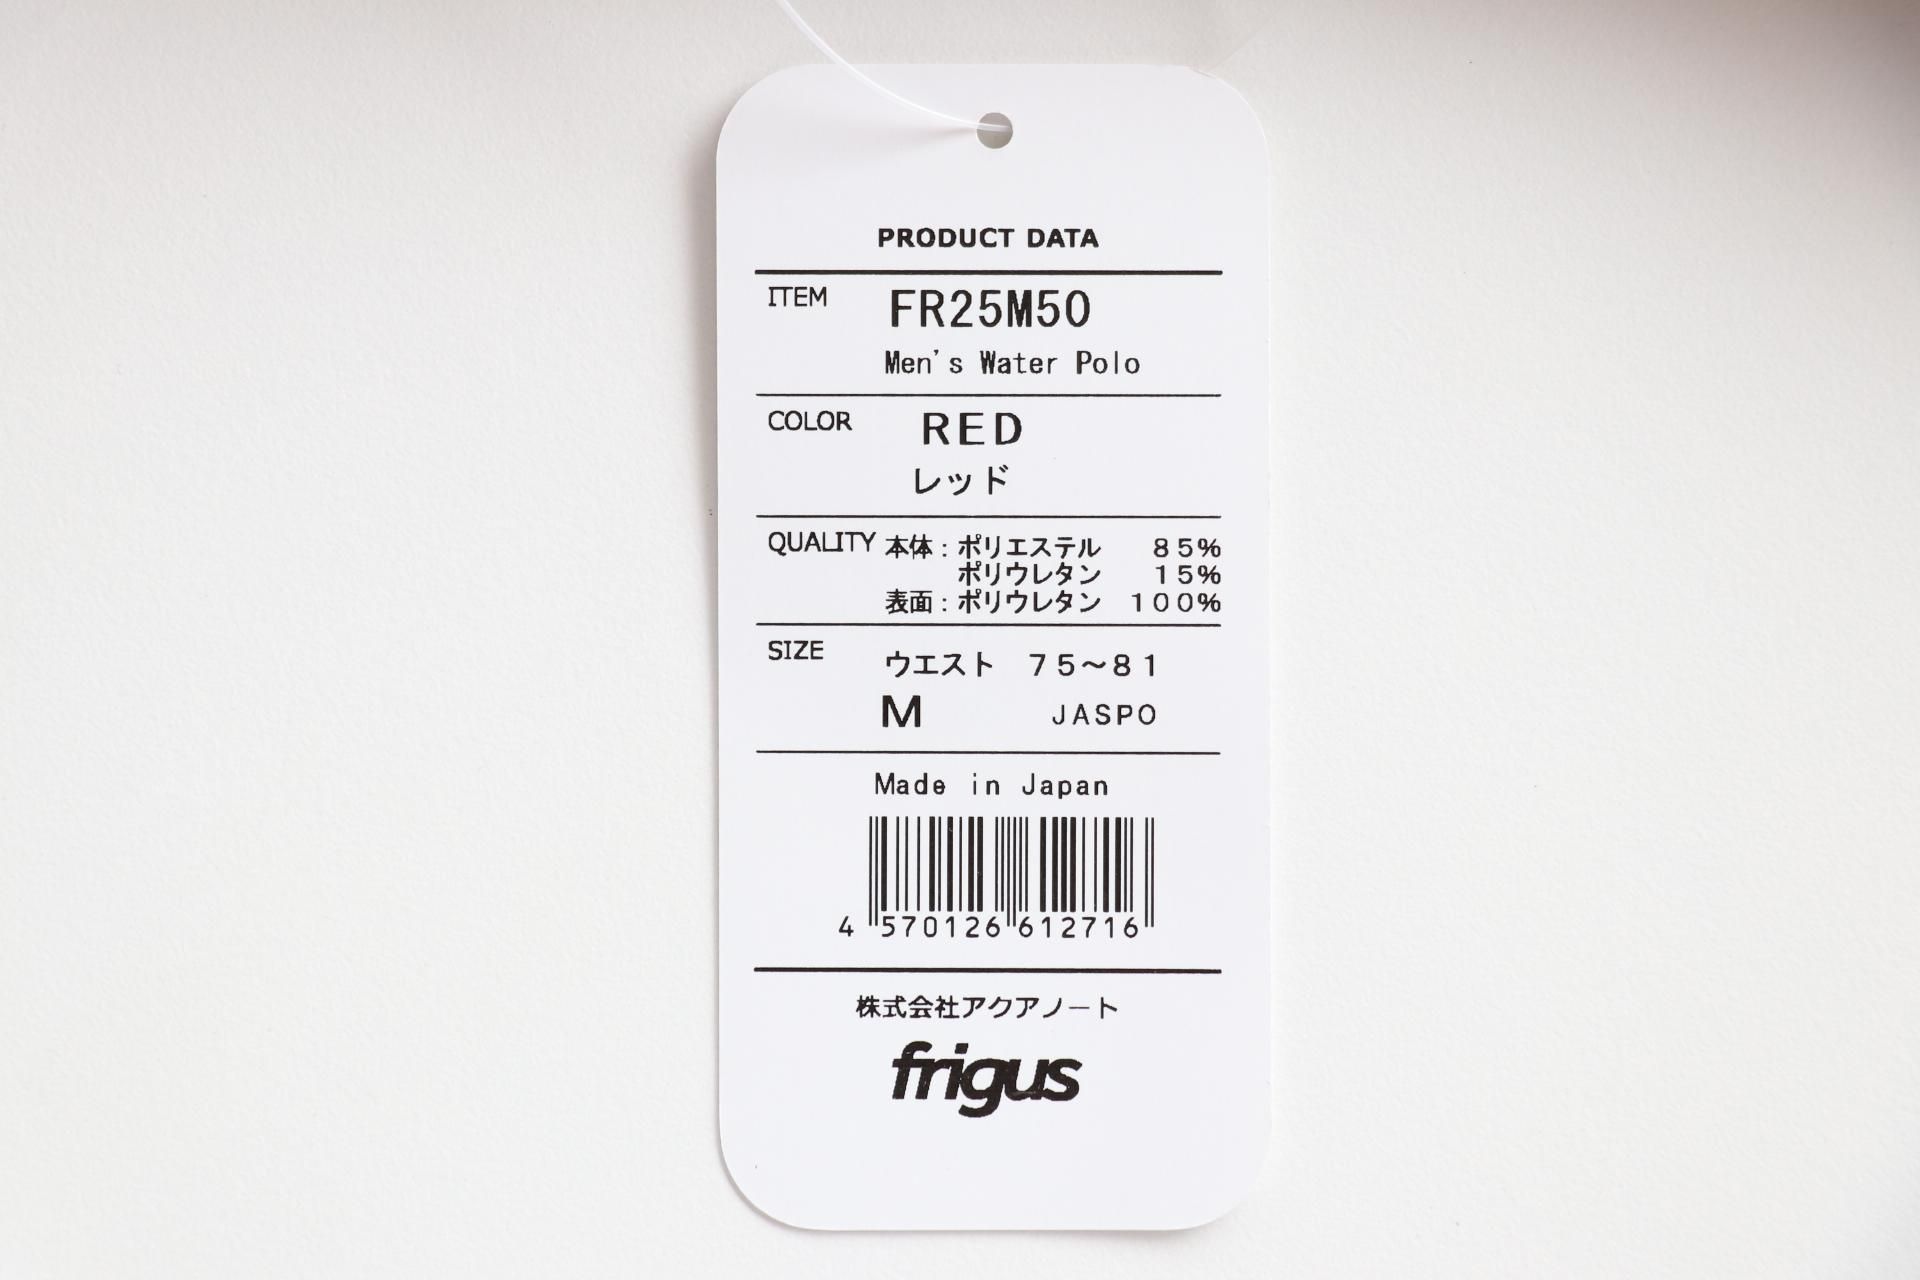 PRODUCT DATA
ITEM FR25M50
Men's Water Polo
COLOR RED
レッド
QUALITY 本体：ポリエステル 85%
ポリウレタン 15%
表面：ポリウレタン 100%
SIZE ウエスト 75～81
M JASPO
Made in Japan
4 570126 612716
株式会社アクアノート
frigus